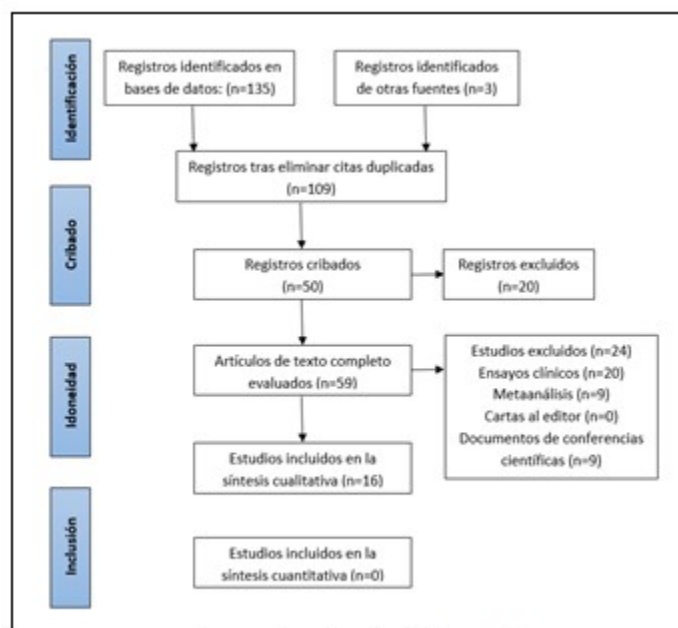 Identificación
Registros identificados en
bases de datos: (n=135)
Registros identificados
de otras fuentes (n=3)
Registros tras eliminar citas duplicadas
(n=109)
Cribado
Registros cribados
(n=50)
Registros excluidos
(n=20)
Idoneidad
Artículos de texto completo
evaluados (n=59)
Estudios excluidos (n=24)
Ensayos clínicos (n=20)
Metaanálisis (n=9)
Cartas al editor (n=0)
Documentos de conferencias
científicas (n=9)
Estudios incluidos en la
síntesis cualitativa (n=16)
Inclusión
Estudios incluidos en la
síntesis cuantitativa (n=0)